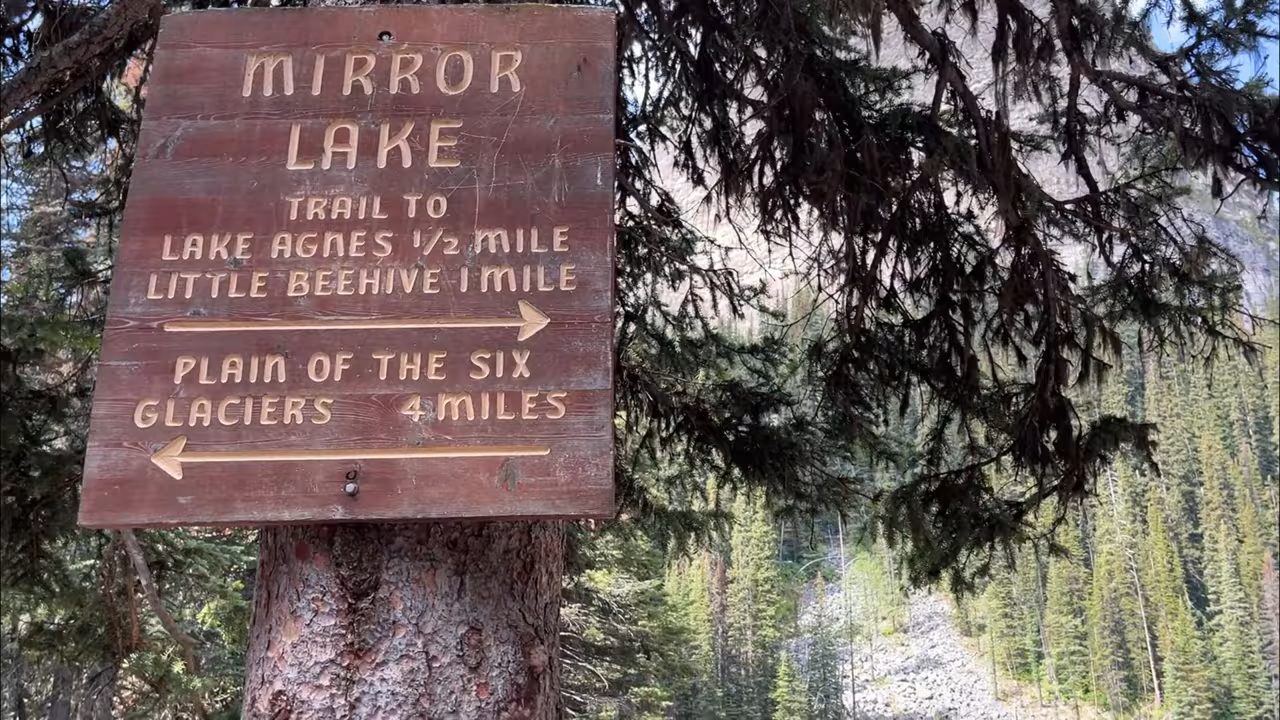 MIRROR
LAKE
TRAIL TO
LAKE AGNES 1/2 MILE
LITTLE BEEHIVE 1 MILE
PLAIN OF THE SIX
GLACIERS 4 MILES